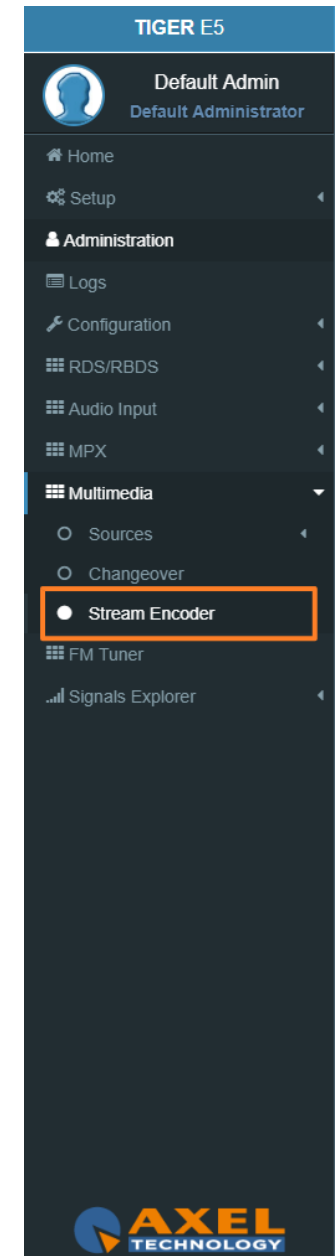 TIGER E5
Default Admin
Default Administrator
Home
Setup
Administration
Logs
Configuration
RDS/RBDS
Audio Input
MPX
Multimedia
Sources
Changeover
Stream Encoder
FM Tuner
Signals Explorer
AXEL
TECHNOLOGY